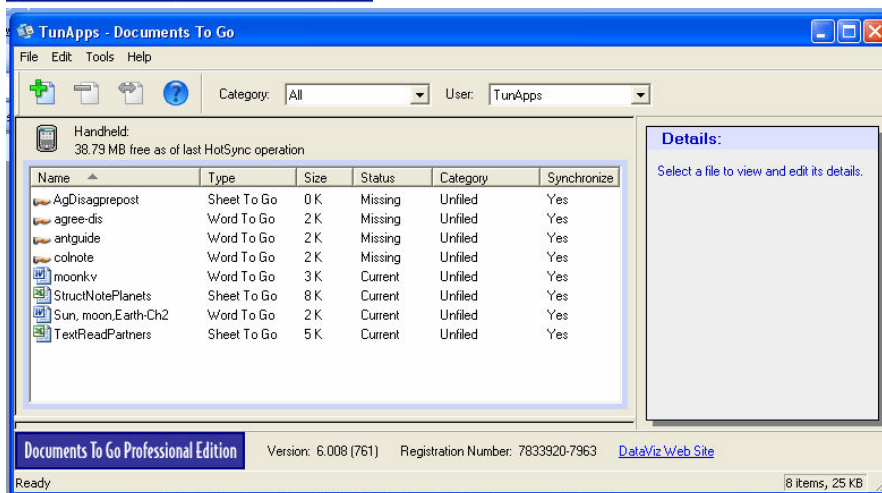 TunApps - Documents To Go
File Edit Tools Help
Category: All User: TunApps
Handheld:
38.79 MB free as of last HotSync operation
Name Type Size Status Category Synchronize
AgDisagprepost Sheet To Go 0 K Missing Unfiled Yes
agree-dis Word To Go 2 K Missing Unfiled Yes
antguide Word To Go 2 K Missing Unfiled Yes
colnote Word To Go 2 K Missing Unfiled Yes
moonkv Word To Go 3 K Current Unfiled Yes
StructNotePlanets Sheet To Go 8 K Current Unfiled Yes
Sun, moon,Earth-Ch2 Word To Go 2 K Current Unfiled Yes
TextReadPartners Sheet To Go 5 K Current Unfiled Yes
Details:
Select a file to view and edit its details.
Documents To Go Professional Edition Version: 6.008 (761) Registration Number: 7833920-7963 DataViz Web Site
Ready 8 items, 25 KB